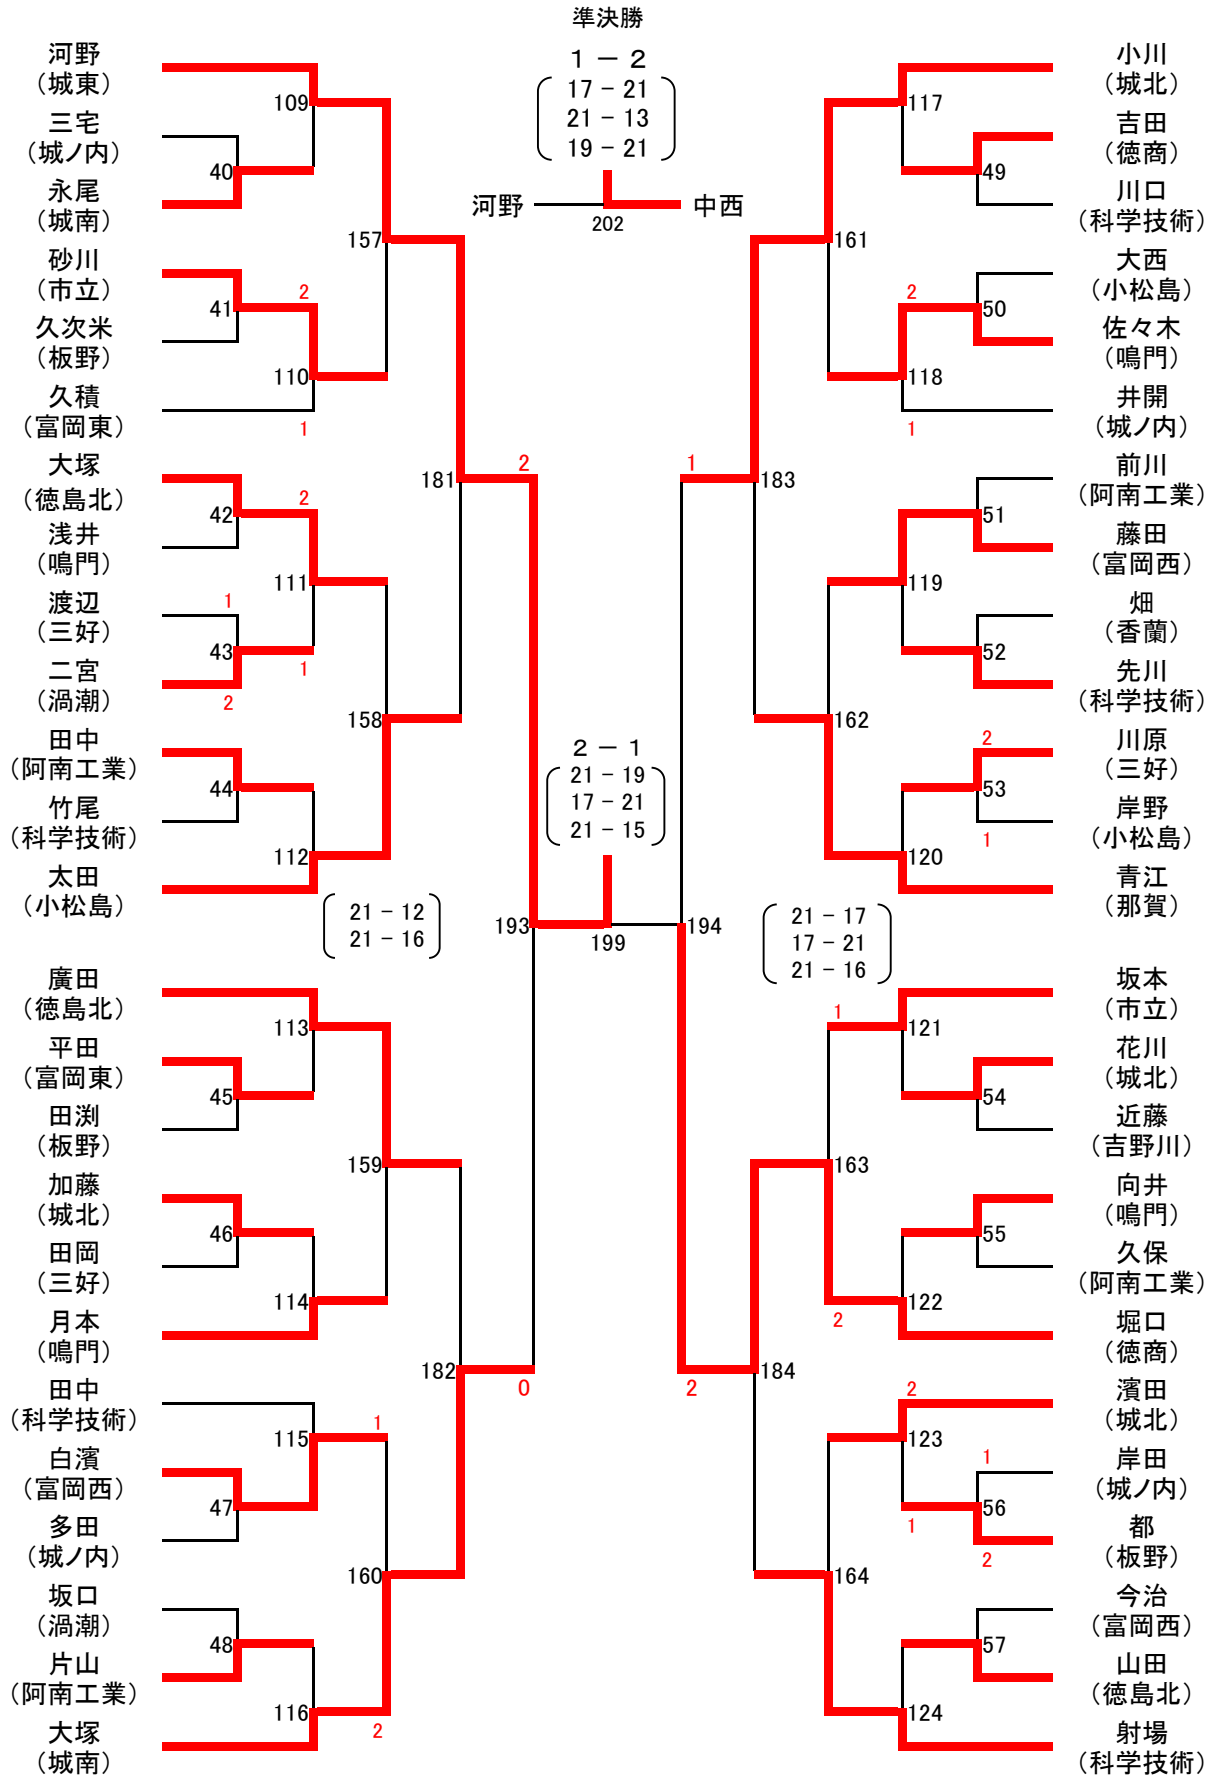 準決勝
1 － 2
17 － 21
21 － 13
19 － 21
河野
中西
202
河野
（城東）
109
三宅
（城ノ内）
40
永尾
（城南）
157
砂川
（市立）
2
41
久次米
（板野）
110
久積
（富岡東）
1
大塚
（徳島北）
2
42
181
2
浅井
（鳴門）
111
渡辺
（三好）
1
43
1
二宮
（渦潮）
2
158
田中
（阿南工業）
44
竹尾
（科学技術）
112
太田
（小松島）
21 － 12
21 － 16
193
2 － 1
21 － 19
17 － 21
21 － 15
199
廣田
（徳島北）
113
平田
（富岡東）
45
田渕
（板野）
159
加藤
（城北）
46
田岡
（三好）
114
月本
（鳴門）
182
0
田中
（科学技術）
115
1
白濱
（富岡西）
47
多田
（城ノ内）
160
坂口
（渦潮）
48
片山
（阿南工業）
116
2
大塚
（城南）
小川
（城北）
117
吉田
（徳商）
49
川口
（科学技術）
161
大西
（小松島）
2
50
佐々木
（鳴門）
118
井開
（城ノ内）
1
1
183
前川
（阿南工業）
51
藤田
（富岡西）
119
畑
（香蘭）
52
先川
（科学技術）
162
川原
（三好）
2
53
岸野
（小松島）
1
120
青江
（那賀）
194
21 － 17
17 － 21
21 － 16
坂本
（市立）
1
121
花川
（城北）
54
近藤
（吉野川）
163
向井
（鳴門）
55
久保
（阿南工業）
122
2
堀口
（徳商）
2
184
濱田
（城北）
2
123
岸田
（城ノ内）
1
56
1
都
（板野）
2
164
今治
（富岡西）
57
山田
（徳島北）
124
射場
（科学技術）